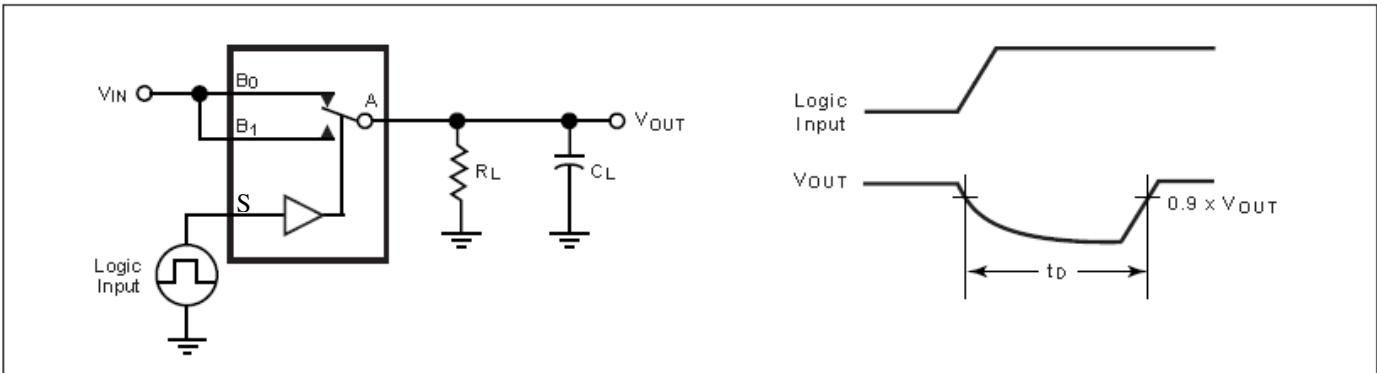 VIN
B0
B1
A
S
Logic
Input
RL
CL
VOUT
Logic
Input
VOUT
0.9 x VOUT
tD